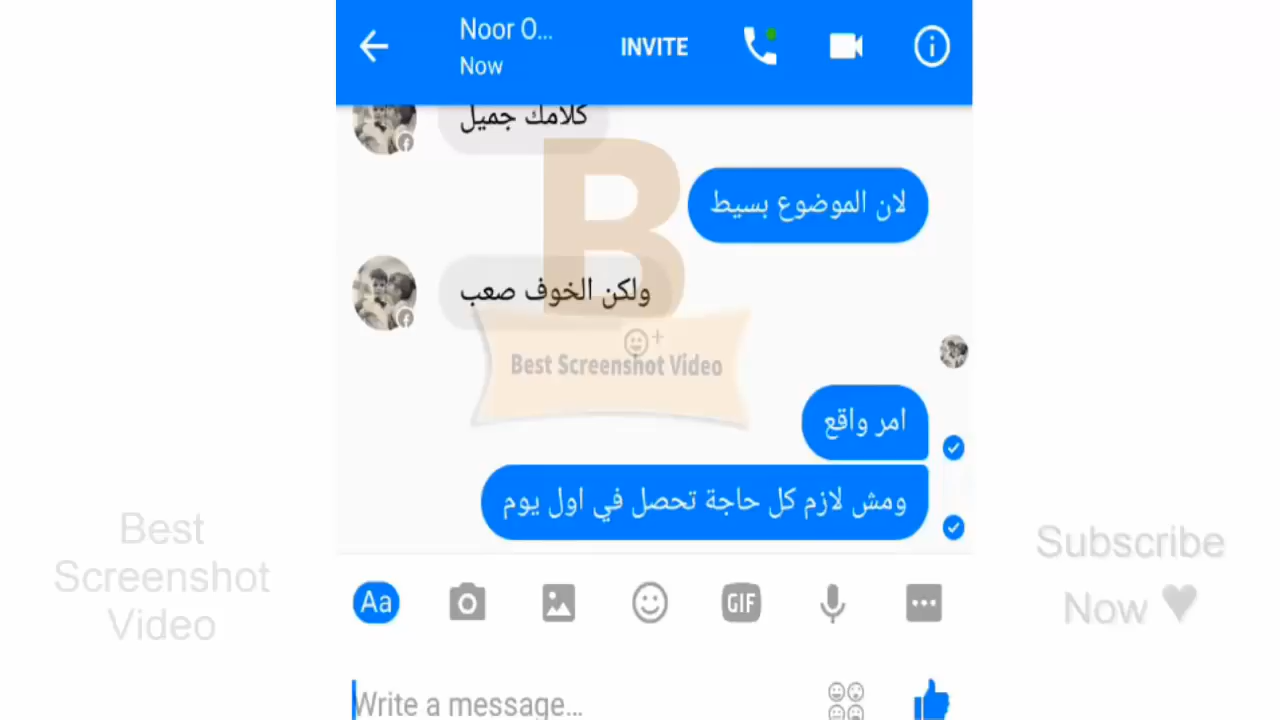 Noor O...
Now
INVITE
كلامك جميل
لان الموضوع بسيط
ولكن الخوف صعب
B
Best Screenshot Video
امر واقع
ومش لازم كل حاجة تحصل في اول يوم
Best
Screenshot
Video
Subscribe
Now ♥
Aa
GIF
Write a message...